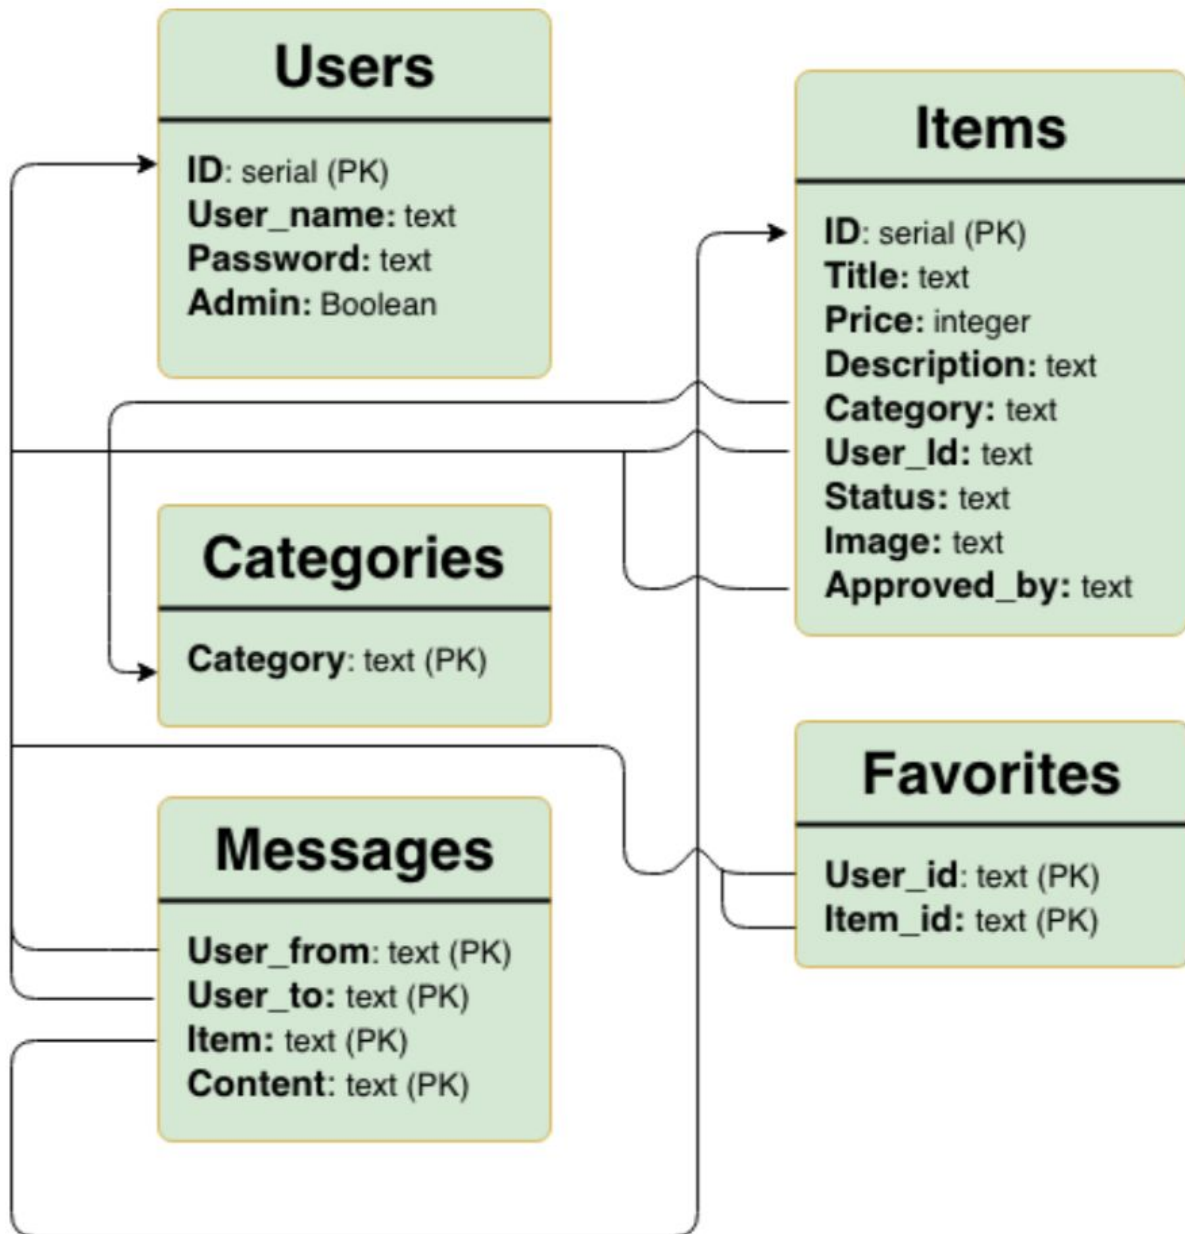 Users
ID: serial (PK)
User_name: text
Password: text
Admin: Boolean
Items
ID: serial (PK)
Title: text
Price: integer
Description: text
Category: text
User_Id: text
Status: text
Image: text
Approved_by: text
Categories
Category: text (PK)
Messages
User_from: text (PK)
User_to: text (PK)
Item: text (PK)
Content: text (PK)
Favorites
User_id: text (PK)
Item_id: text (PK)